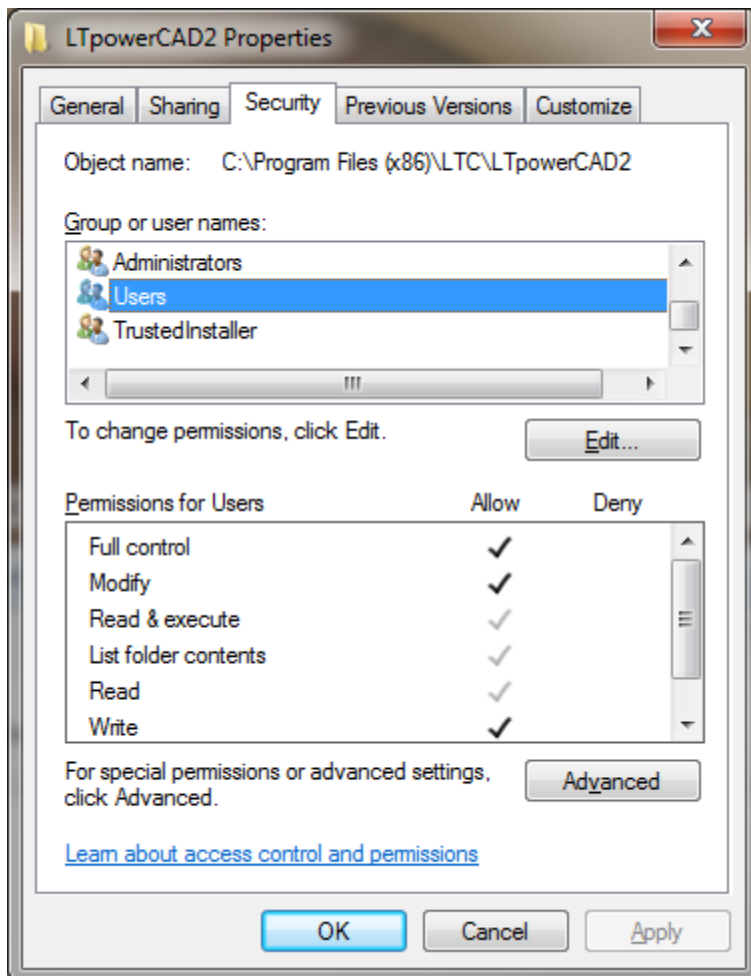 LTpowerCAD2 Properties
General Sharing Security Previous Versions Customize
Object name: C:\Program Files (x86)\LTC\LTpowerCAD2
Group or user names:
Administrators
Users
TrustedInstaller
To change permissions, click Edit.
Edit...
Permissions for Users Allow Deny
Full control
Modify
Read & execute
List folder contents
Read
Write
For special permissions or advanced settings,
click Advanced.
Advanced
Learn about access control and permissions
OK Cancel Apply